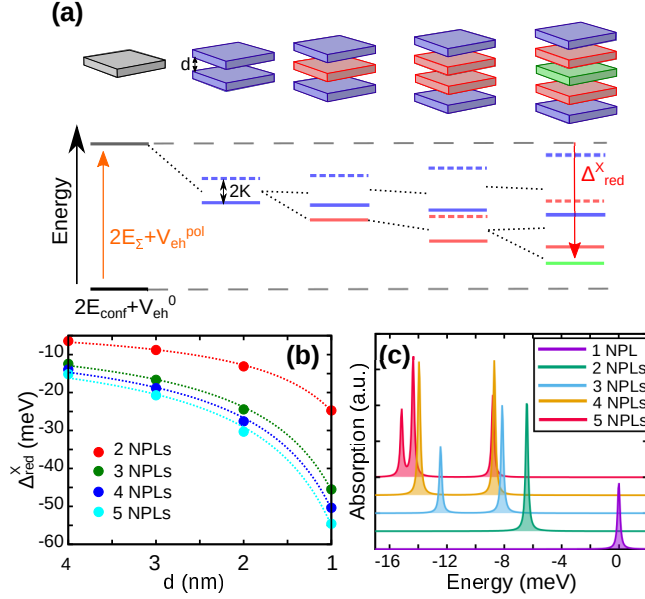 (a)
d
Energy
2K
Δ^X_red
2E_Σ+V_eh^pol
2E_conf+V_eh^0
(b)
Δ^X_red (meV)
-10
-20
-30
-40
-50
-60
2 NPLs
3 NPLs
4 NPLs
5 NPLs
4
3
2
1
d (nm)
(c)
Absorption (a.u.)
1 NPL
2 NPLs
3 NPLs
4 NPLs
5 NPLs
-16
-12
-8
-4
0
Energy (meV)